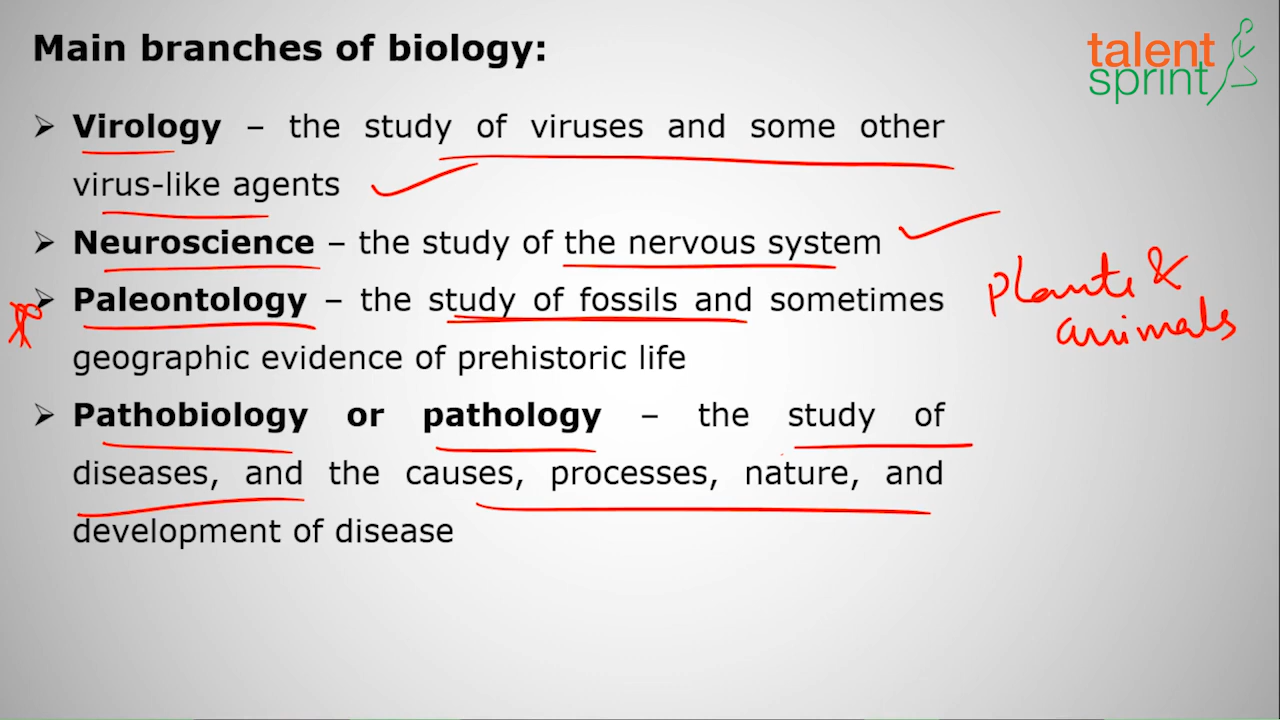 Main branches of biology:
talent
sprint
➢ Virology – the study of viruses and some other
virus-like agents
➢ Neuroscience – the study of the nervous system
➢ Paleontology – the study of fossils and sometimes
geographic evidence of prehistoric life
plants &
animals
➢ Pathobiology or pathology – the study of
diseases, and the causes, processes, nature, and
development of disease